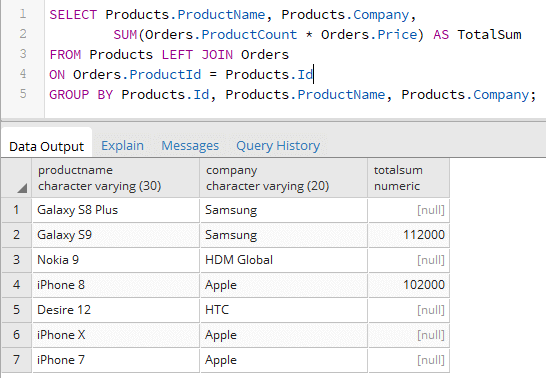 1 SELECT Products.ProductName, Products.Company,
2 SUM(Orders.ProductCount * Orders.Price) AS TotalSum
3 FROM Products LEFT JOIN Orders
4 ON Orders.ProductId = Products.Id
5 GROUP BY Products.Id, Products.ProductName, Products.Company;
Data Output Explain Messages Query History
productname company totalsum
character varying (30) character varying (20) numeric
1 Galaxy S8 Plus Samsung [null]
2 Galaxy S9 Samsung 112000
3 Nokia 9 HDM Global [null]
4 iPhone 8 Apple 102000
5 Desire 12 HTC [null]
6 iPhone X Apple [null]
7 iPhone 7 Apple [null]